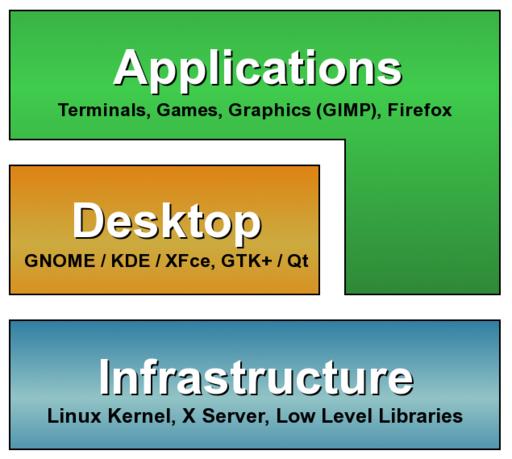 Applications
Terminals, Games, Graphics (GIMP), Firefox
Desktop
GNOME / KDE / XFce, GTK+ / Qt
Infrastructure
Linux Kernel, X Server, Low Level Libraries